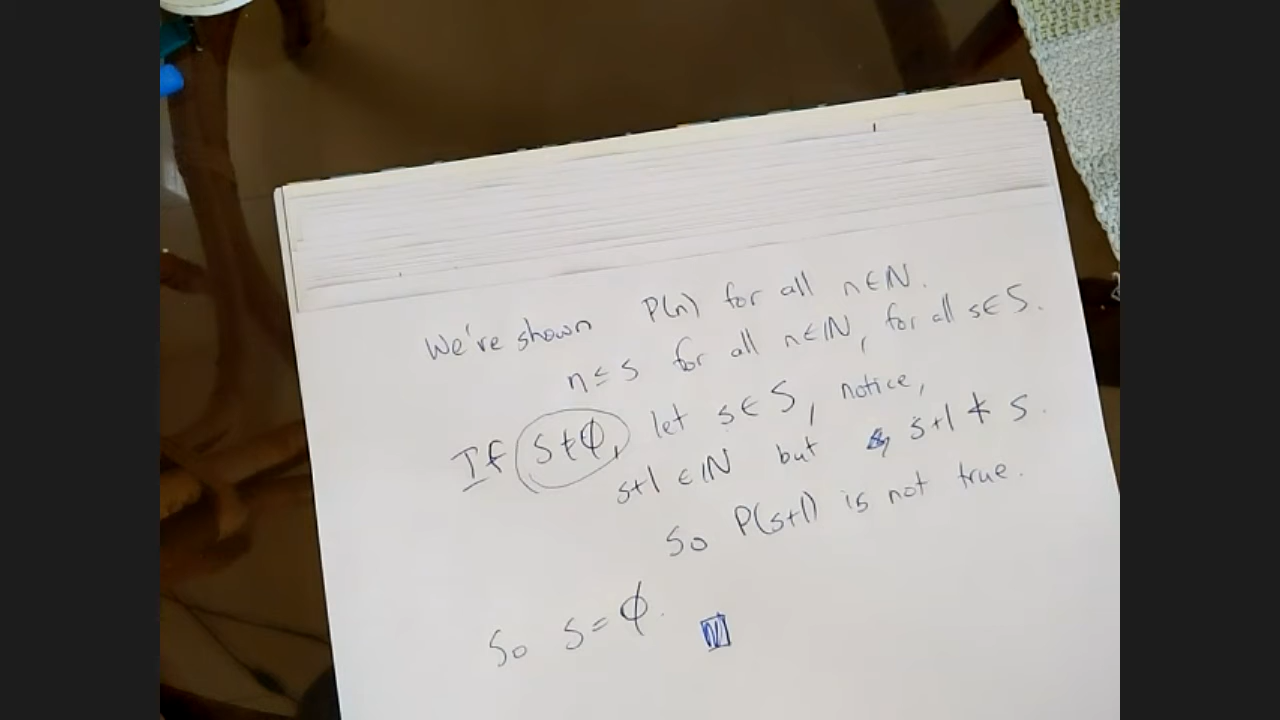 We're shown P(n) for all n∈N.
n ≤ s for all n∈ℕ, for all s∈S.
If S≠∅, let s∈S, notice,
s+1 ∈ ℕ but s+1 ≰ s.
So P(s+1) is not true.
So S=∅.